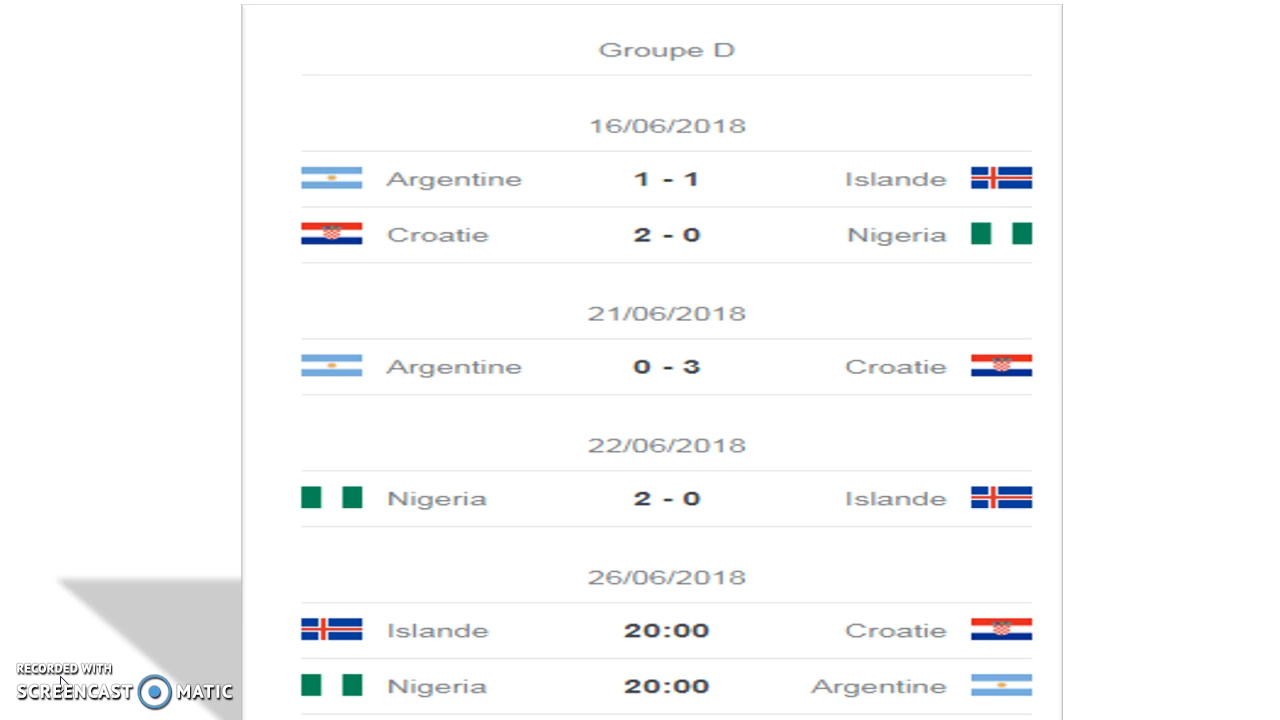 Groupe D
16/06/2018
Argentine 1 - 1 Islande
Croatie 2 - 0 Nigeria
21/06/2018
Argentine 0 - 3 Croatie
22/06/2018
Nigeria 2 - 0 Islande
26/06/2018
Islande 20:00 Croatie
Nigeria 20:00 Argentine
RECORDED WITH
SCREENCAST MATIC